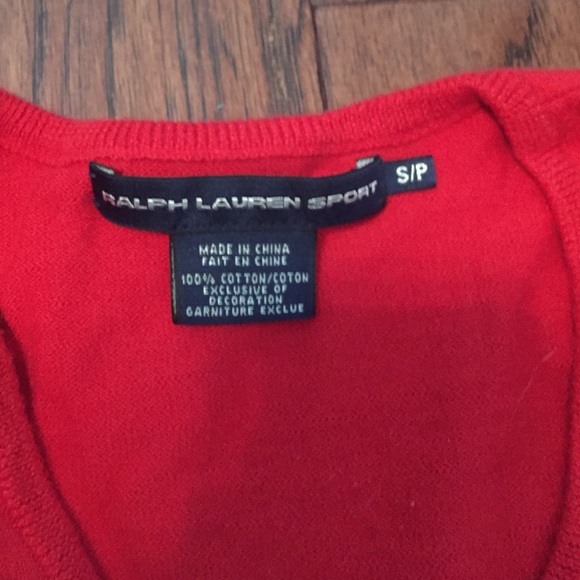 RALPH LAUREN SPORT
S/P
MADE IN CHINA
FAIT EN CHINE
100% COTTON/COTON
EXCLUSIVE OF
DECORATION
GARNITURE EXCLUE